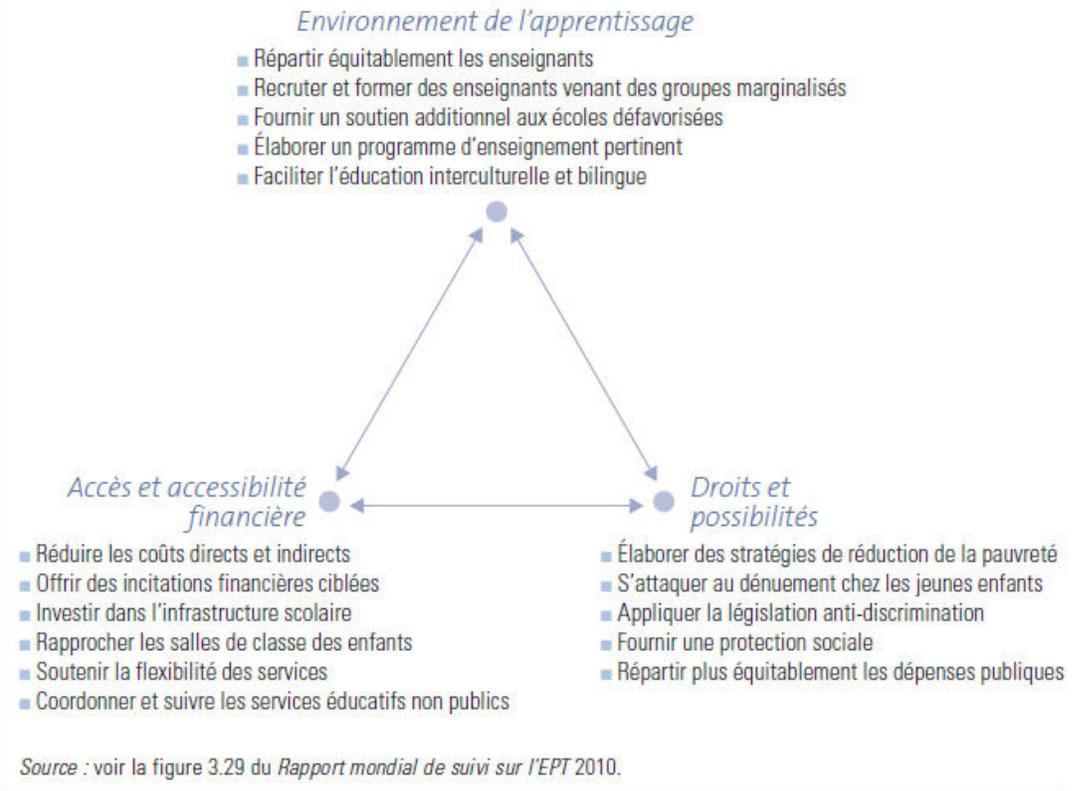 Environnement de l'apprentissage
■ Répartir équitablement les enseignants
■ Recruter et former des enseignants venant des groupes marginalisés
■ Fournir un soutien additionnel aux écoles défavorisées
■ Élaborer un programme d'enseignement pertinent
■ Faciliter l'éducation interculturelle et bilingue
Accès et accessibilité
financière
■ Réduire les coûts directs et indirects
■ Offrir des incitations financières ciblées
■ Investir dans l'infrastructure scolaire
■ Rapprocher les salles de classe des enfants
■ Soutenir la flexibilité des services
■ Coordonner et suivre les services éducatifs non publics
Droits et
possibilités
■ Élaborer des stratégies de réduction de la pauvreté
■ S'attaquer au dénuement chez les jeunes enfants
■ Appliquer la législation anti-discrimination
■ Fournir une protection sociale
■ Répartir plus équitablement les dépenses publiques
Source : voir la figure 3.29 du Rapport mondial de suivi sur l'EPT 2010.